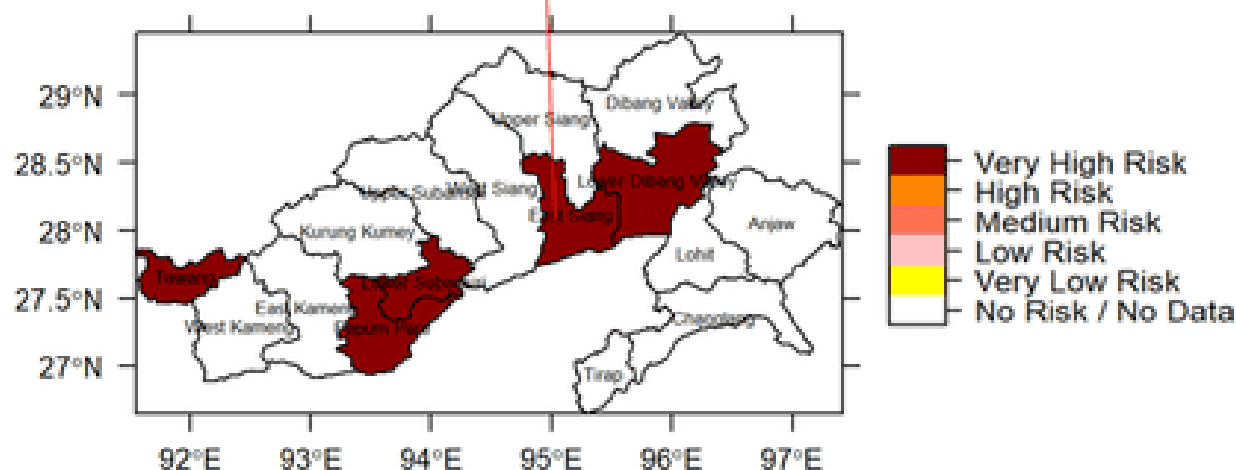 29°N
28.5°N
28°N
27.5°N
27°N
Dibang Valley
Upper Siang
Lower Dibang Valley
Upper Subansiri
West Siang
East Siang
Anjaw
Kurung Kumey
Lohit
Tawang
Lower Subansiri
East Kameng
West Kameng
Papum Pare
Changlang
Tirap
92°E
93°E
94°E
95°E
96°E
97°E
Very High Risk
High Risk
Medium Risk
Low Risk
Very Low Risk
No Risk / No Data